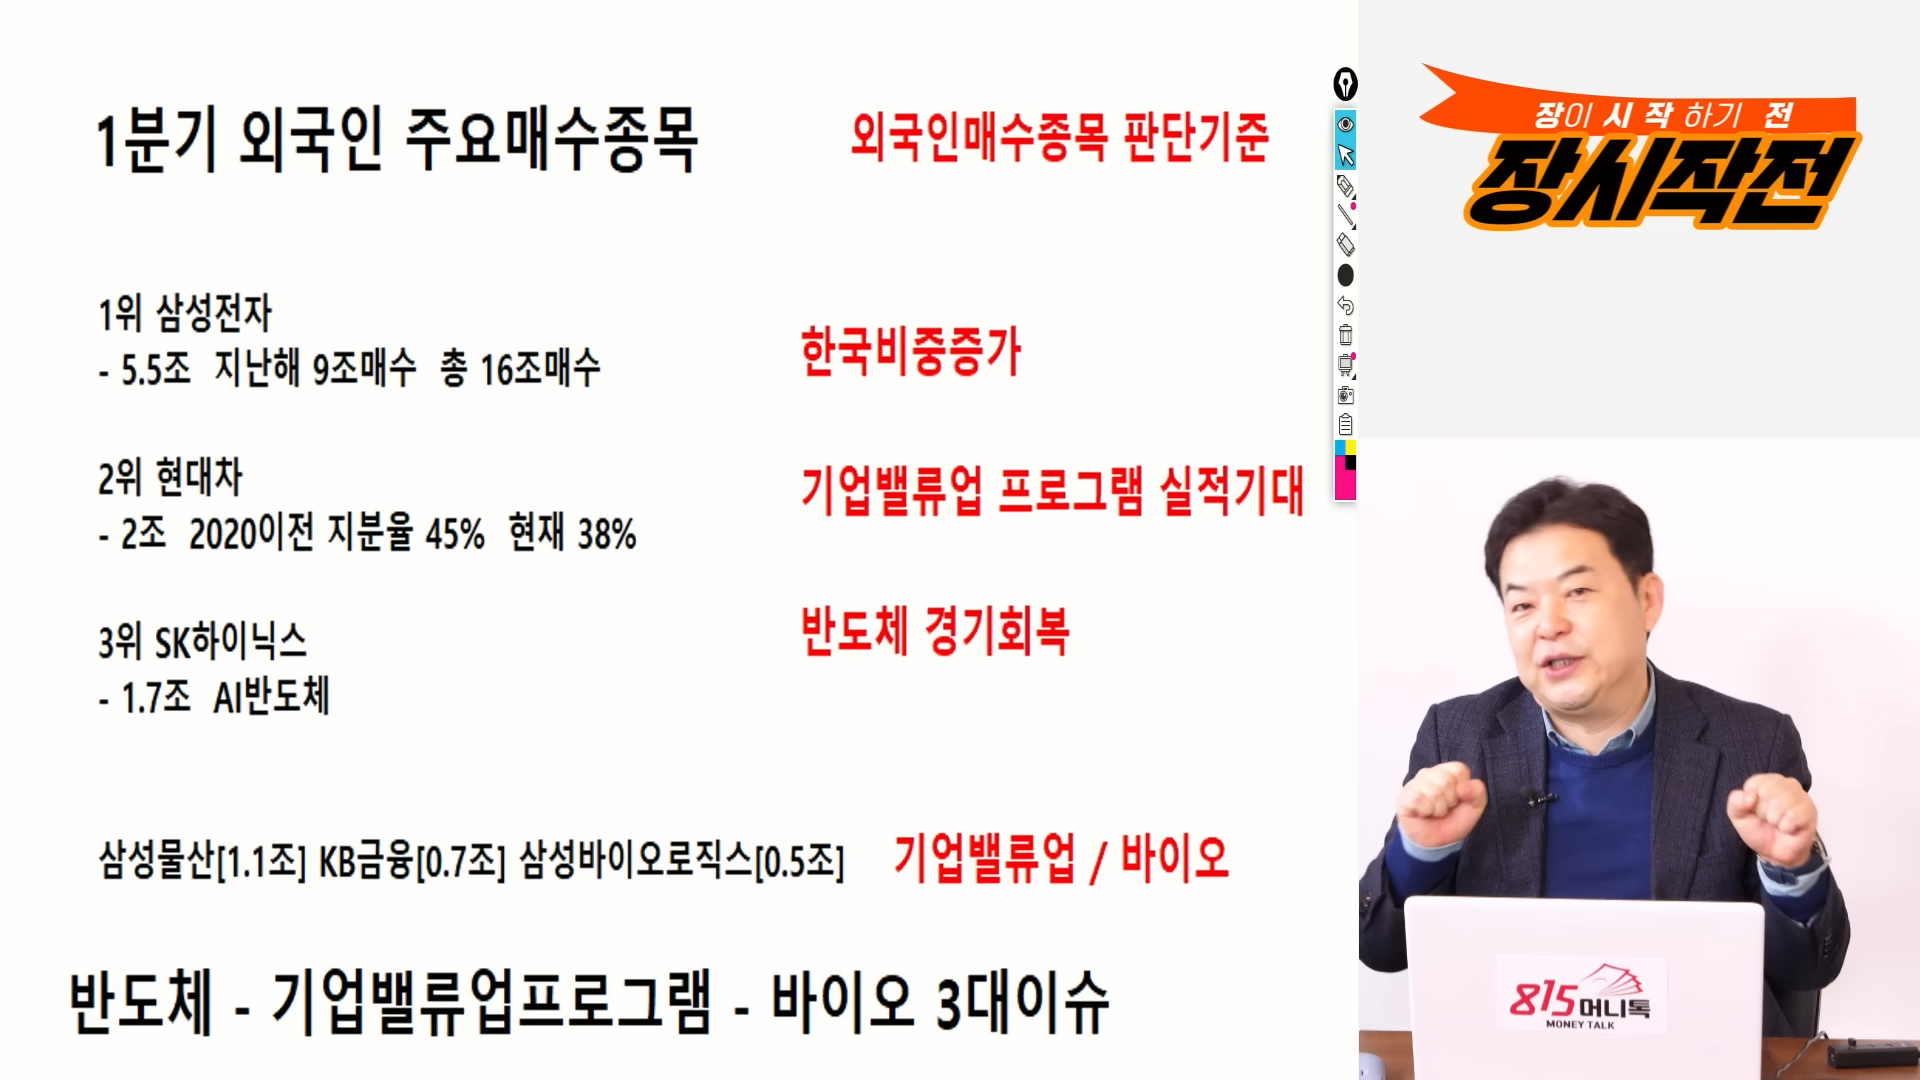 1분기 외국인 주요매수종목
외국인매수종목 판단기준
1위 삼성전자
- 5.5조 지난해 9조매수 총 16조매수
한국비중증가
2위 현대차
- 2조 2020이전 지분율 45% 현재 38%
기업밸류업 프로그램 실적기대
3위 SK하이닉스
- 1.7조 AI반도체
반도체 경기회복
삼성물산[1.1조] KB금융[0.7조] 삼성바이오로직스[0.5조]
기업밸류업 / 바이오
반도체 - 기업밸류업프로그램 - 바이오 3대이슈
장이 시작하기 전
장시작전
815머니톡
MONEY TALK